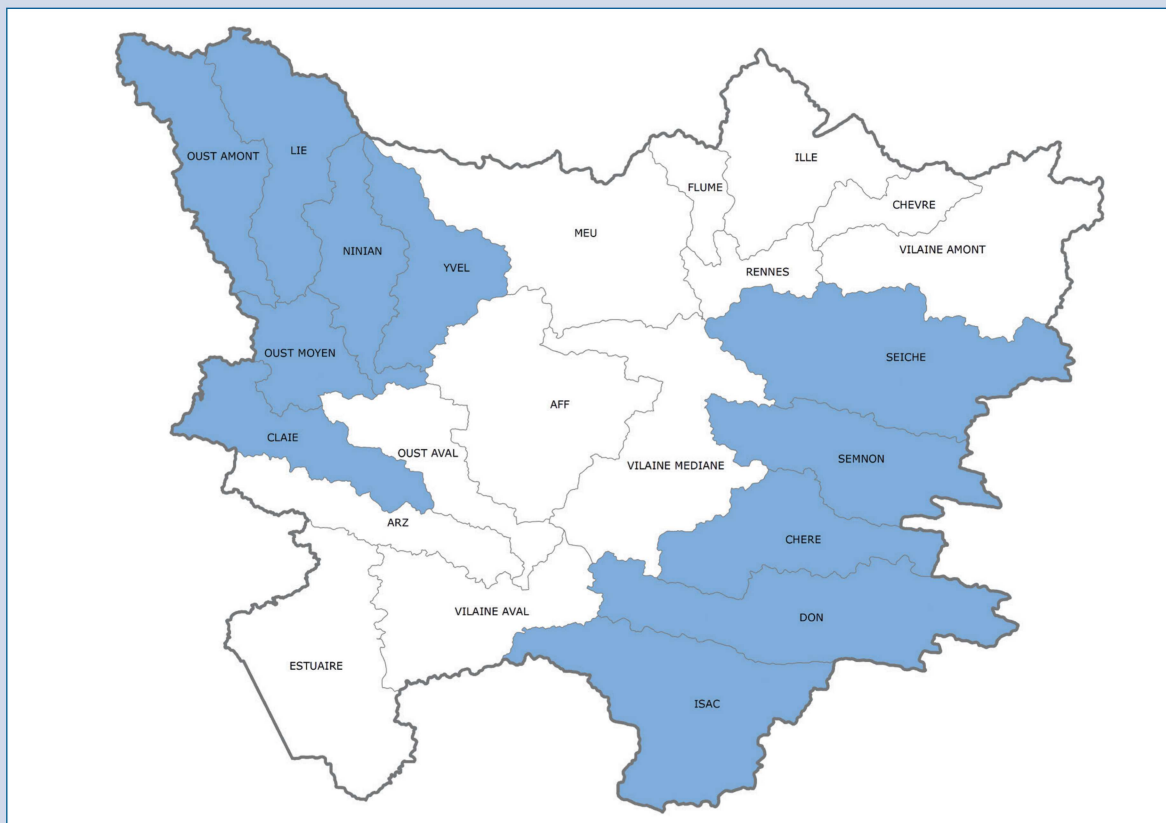 OUST AMONT
LIE
ILLE
FLUME
CHEVRE
MEU
NINIAN
YVEL
VILAINE AMONT
RENNES
OUST MOYEN
SEICHE
AFF
CLAIE
OUST AVAL
VILAINE MEDIANE
SEMNON
ARZ
CHERE
VILAINE AVAL
DON
ESTUAIRE
ISAC